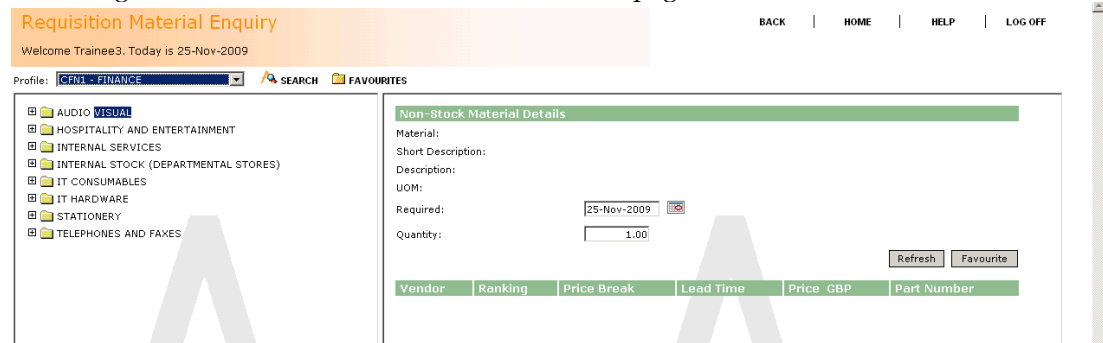 Requisition Material Enquiry
BACK | HOME | HELP | LOG OFF
Welcome Trainee3. Today is 25-Nov-2009
Profile: CFN1 - FINANCE SEARCH FAVOURITES
AUDIO VISUAL
HOSPITALITY AND ENTERTAINMENT
INTERNAL SERVICES
INTERNAL STOCK (DEPARTMENTAL STORES)
IT CONSUMABLES
IT HARDWARE
STATIONERY
TELEPHONES AND FAXES
Non-Stock Material Details
Material:
Short Description:
Description:
UOM:
Required: 25-Nov-2009
Quantity: 1.00
Refresh Favourite
Vendor Ranking Price Break Lead Time Price GBP Part Number